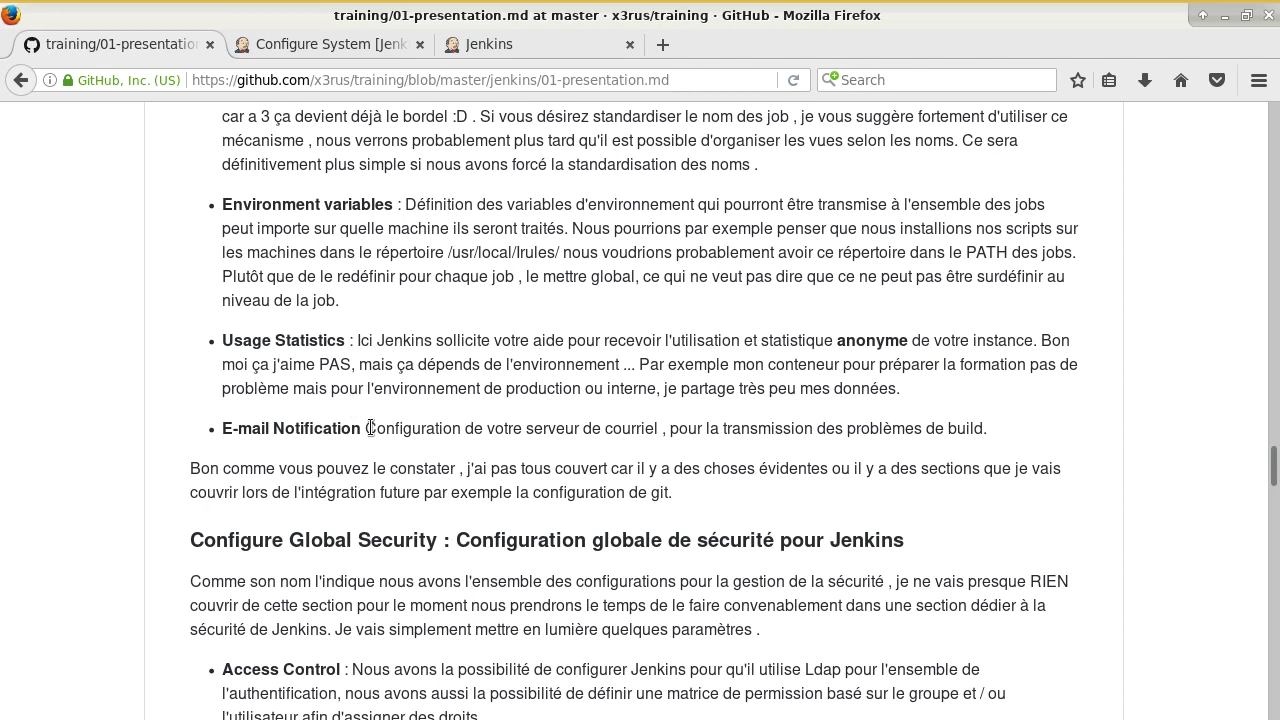 training/01-presentation.md at master · x3rus/training · GitHub - Mozilla Firefox
training/01-presentatio
Configure System [Jenk
Jenkins
GitHub, Inc. (US)
https://github.com/x3rus/training/blob/master/jenkins/01-presentation.md
Search
car a 3 ça devient déjà le bordel :D . Si vous désirez standardiser le nom des job , je vous suggère fortement d'utiliser ce
mécanisme , nous verrons probablement plus tard qu'il est possible d'organiser les vues selon les noms. Ce sera
définitivement plus simple si nous avons forcé la standardisation des noms .
Environment variables : Définition des variables d'environnement qui pourront être transmise à l'ensemble des jobs
peut importe sur quelle machine ils seront traités. Nous pourrions par exemple penser que nous installions nos scripts sur
les machines dans le répertoire /usr/local/lrules/ nous voudrions probablement avoir ce répertoire dans le PATH des jobs.
Plutôt que de le redéfinir pour chaque job , le mettre global, ce qui ne veut pas dire que ce ne peut pas être surdéfinir au
niveau de la job.
Usage Statistics : Ici Jenkins sollicite votre aide pour recevoir l'utilisation et statistique anonyme de votre instance. Bon
moi ça j'aime PAS, mais ça dépends de l'environnement ... Par exemple mon conteneur pour préparer la formation pas de
problème mais pour l'environnement de production ou interne, je partage très peu mes données.
E-mail Notification Configuration de votre serveur de courriel , pour la transmission des problèmes de build.
Bon comme vous pouvez le constater , j'ai pas tous couvert car il y a des choses évidentes ou il y a des sections que je vais
couvrir lors de l'intégration future par exemple la configuration de git.
Configure Global Security : Configuration globale de sécurité pour Jenkins
Comme son nom l'indique nous avons l'ensemble des configurations pour la gestion de la sécurité , je ne vais presque RIEN
couvrir de cette section pour le moment nous prendrons le temps de le faire convenablement dans une section dédier à la
sécurité de Jenkins. Je vais simplement mettre en lumière quelques paramètres .
Access Control : Nous avons la possibilité de configurer Jenkins pour qu'il utilise Ldap pour l'ensemble de
l'authentification, nous avons aussi la possibilité de définir une matrice de permission basé sur le groupe et / ou
l'utilisateur afin d'assigner des droits.